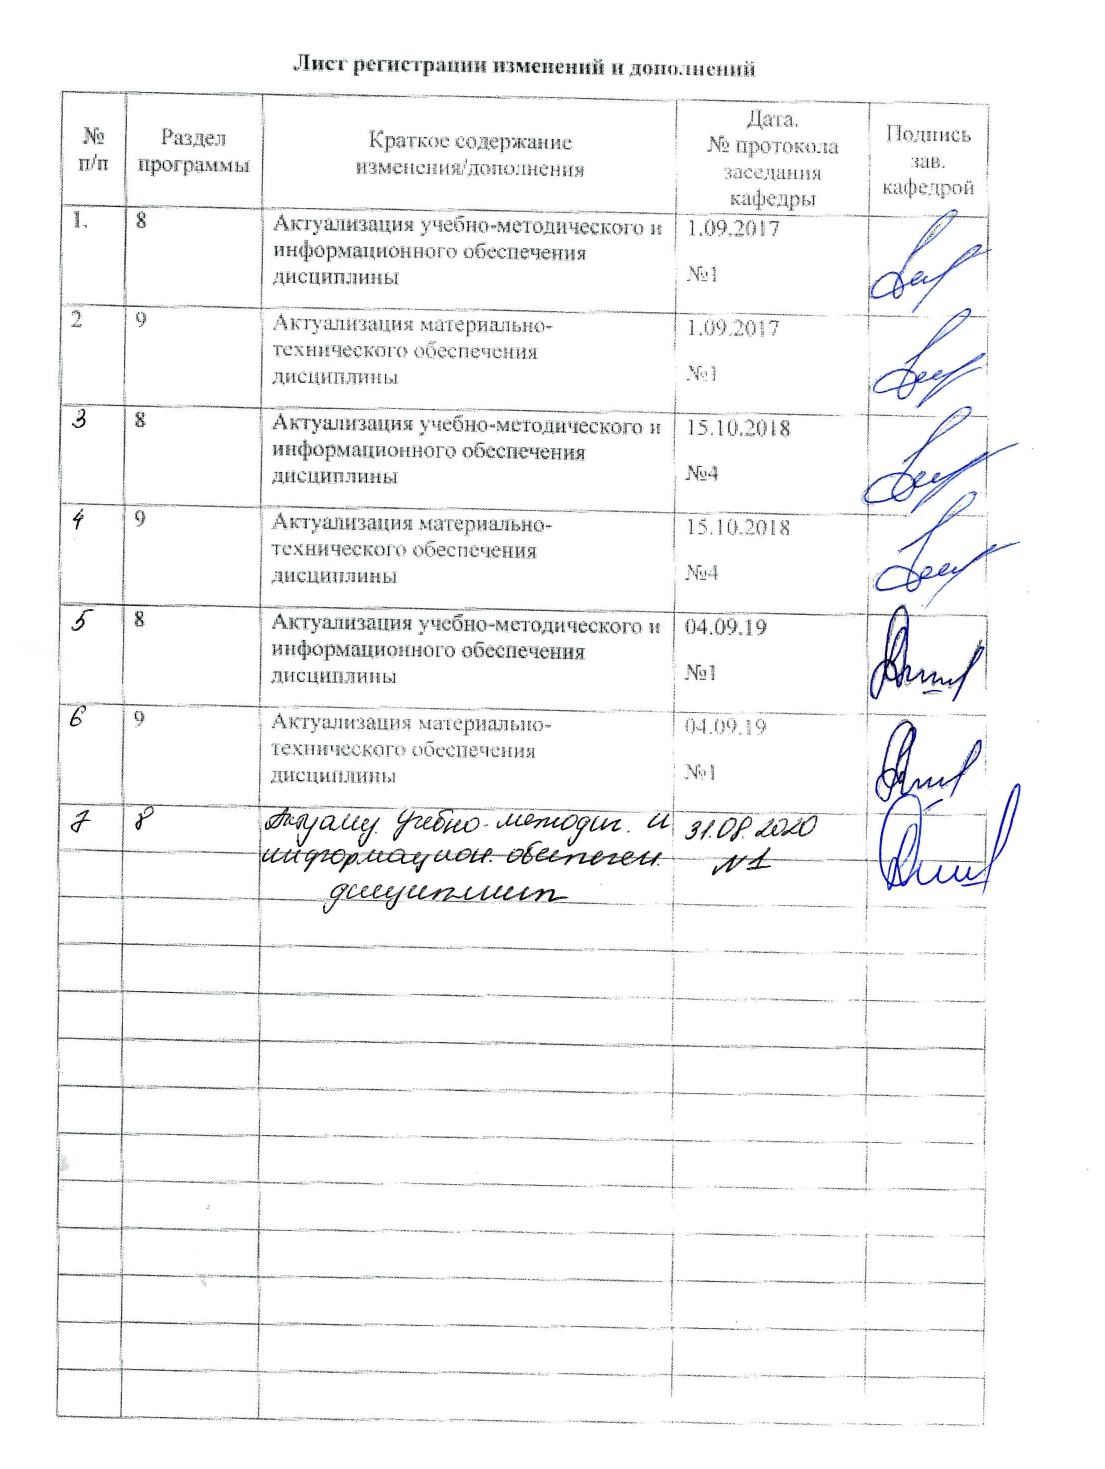 Лист регистрации изменений и дополнений
№ п/п
Раздел программы
Краткое содержание изменения/дополнения
Дата. № протокола заседания кафедры
Подпись зав. кафедрой
1. 8 Актуализация учебно-методического и 1.09.2017
информационного обеспечения
дисциплины №1
2 9 Актуализация материально- 1.09.2017
технического обеспечения
дисциплины №1
3 8 Актуализация учебно-методического и 15.10.2018
информационного обеспечения
дисциплины №4
4 9 Актуализация материально- 15.10.2018
технического обеспечения
дисциплины №4
5 8 Актуализация учебно-методического и 04.09.19
информационного обеспечения
дисциплины №1
6 9 Актуализация материально- 04.09.19
технического обеспечения
дисциплины №1
7 8 учебно-методич. и 31.08.2020
информацион. обеспечен. №1
дисциплин